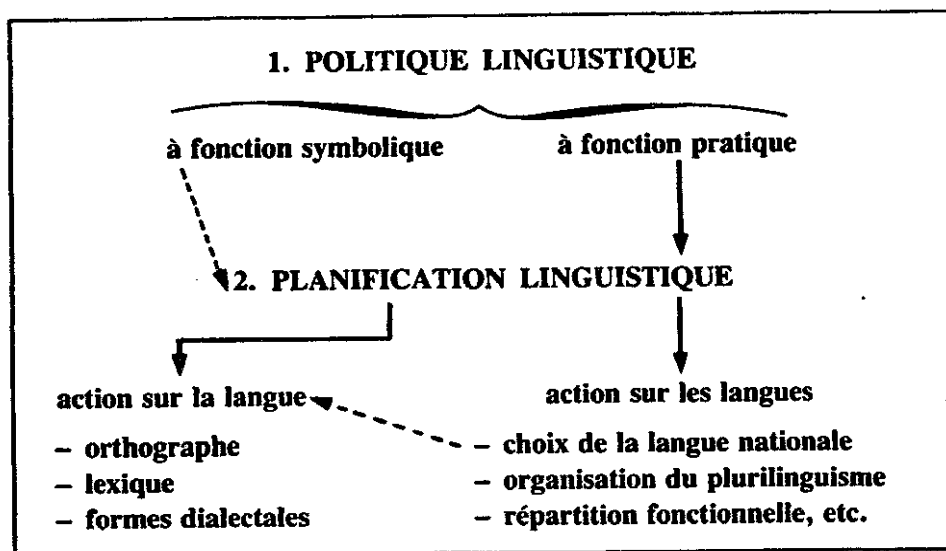 1. POLITIQUE LINGUISTIQUE
à fonction symbolique
à fonction pratique
2. PLANIFICATION LINGUISTIQUE
action sur la langue
– orthographe
– lexique
– formes dialectales
action sur les langues
– choix de la langue nationale
– organisation du plurilinguisme
– répartition fonctionnelle, etc.